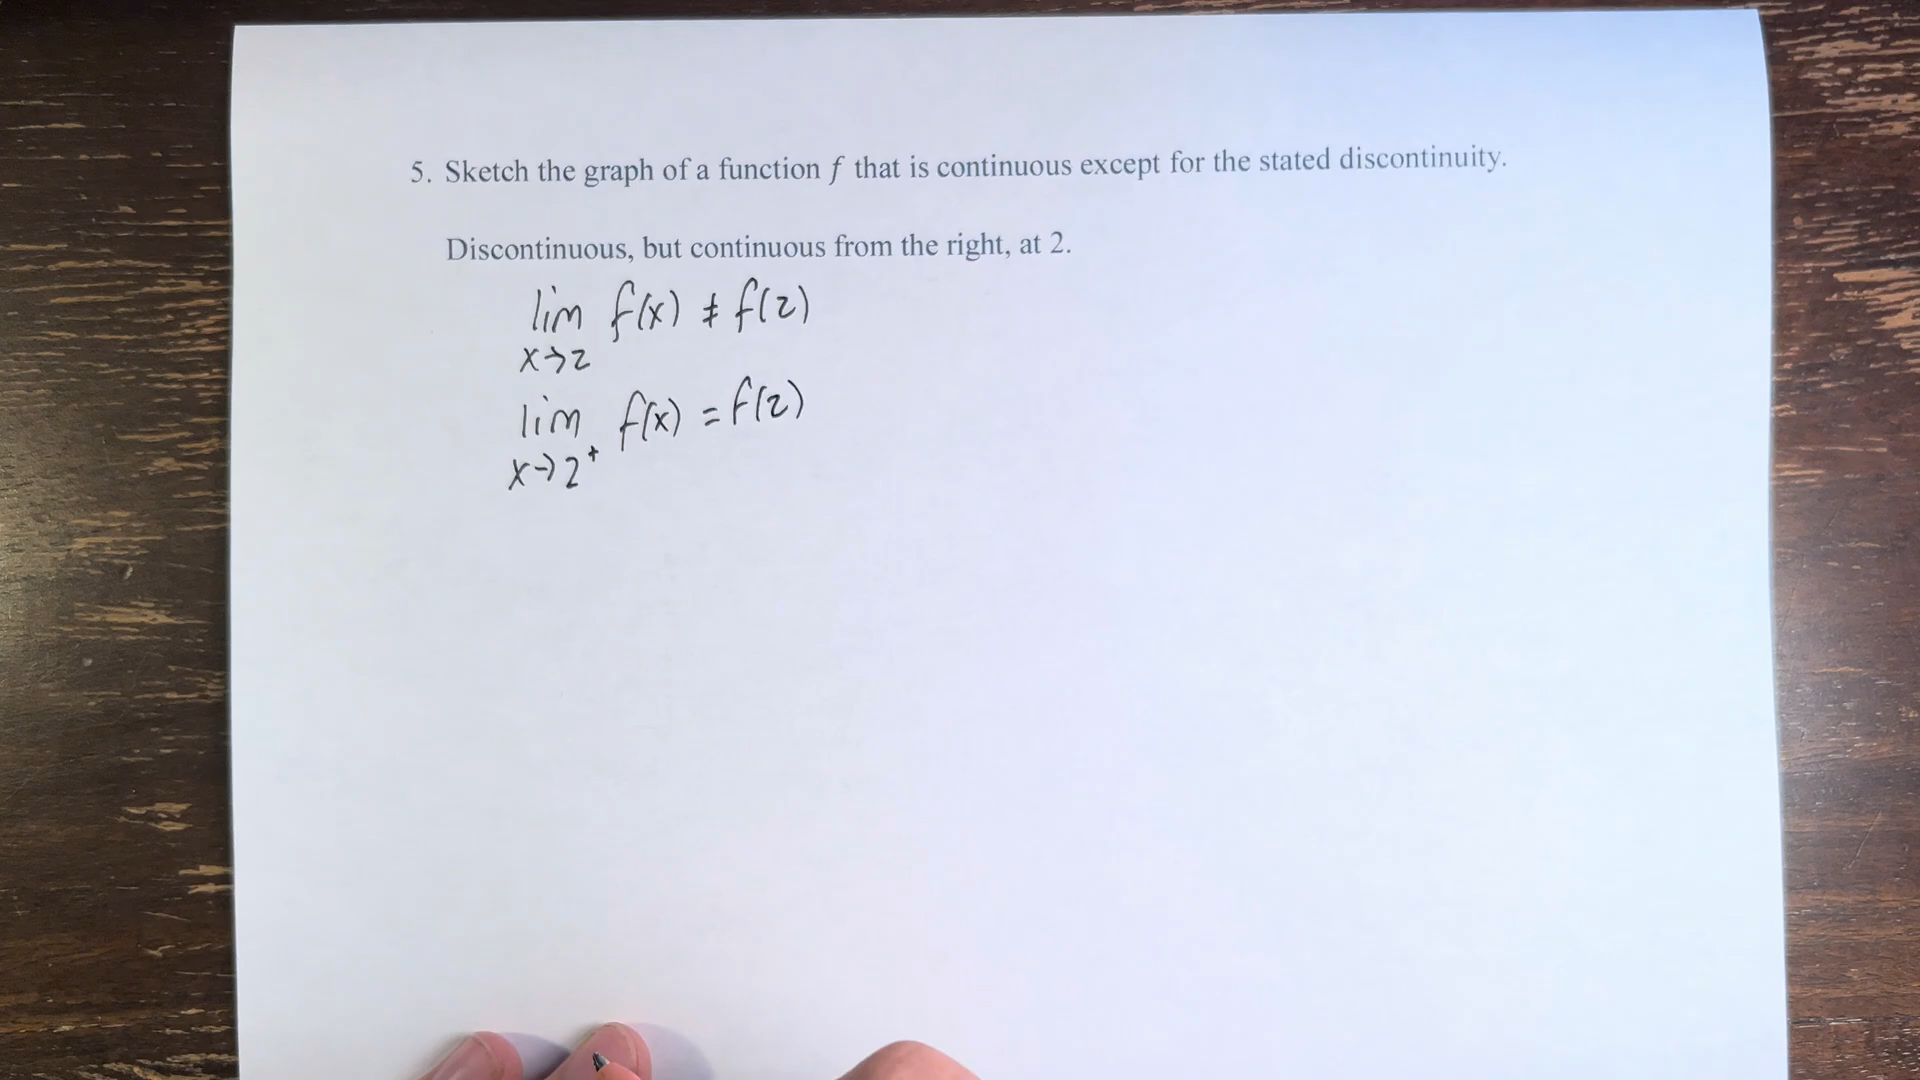 5. Sketch the graph of a function f that is continuous except for the stated discontinuity.
Discontinuous, but continuous from the right, at 2.
lim f(x) ≠ f(2)
x→2
lim f(x) = f(2)
x→2⁺